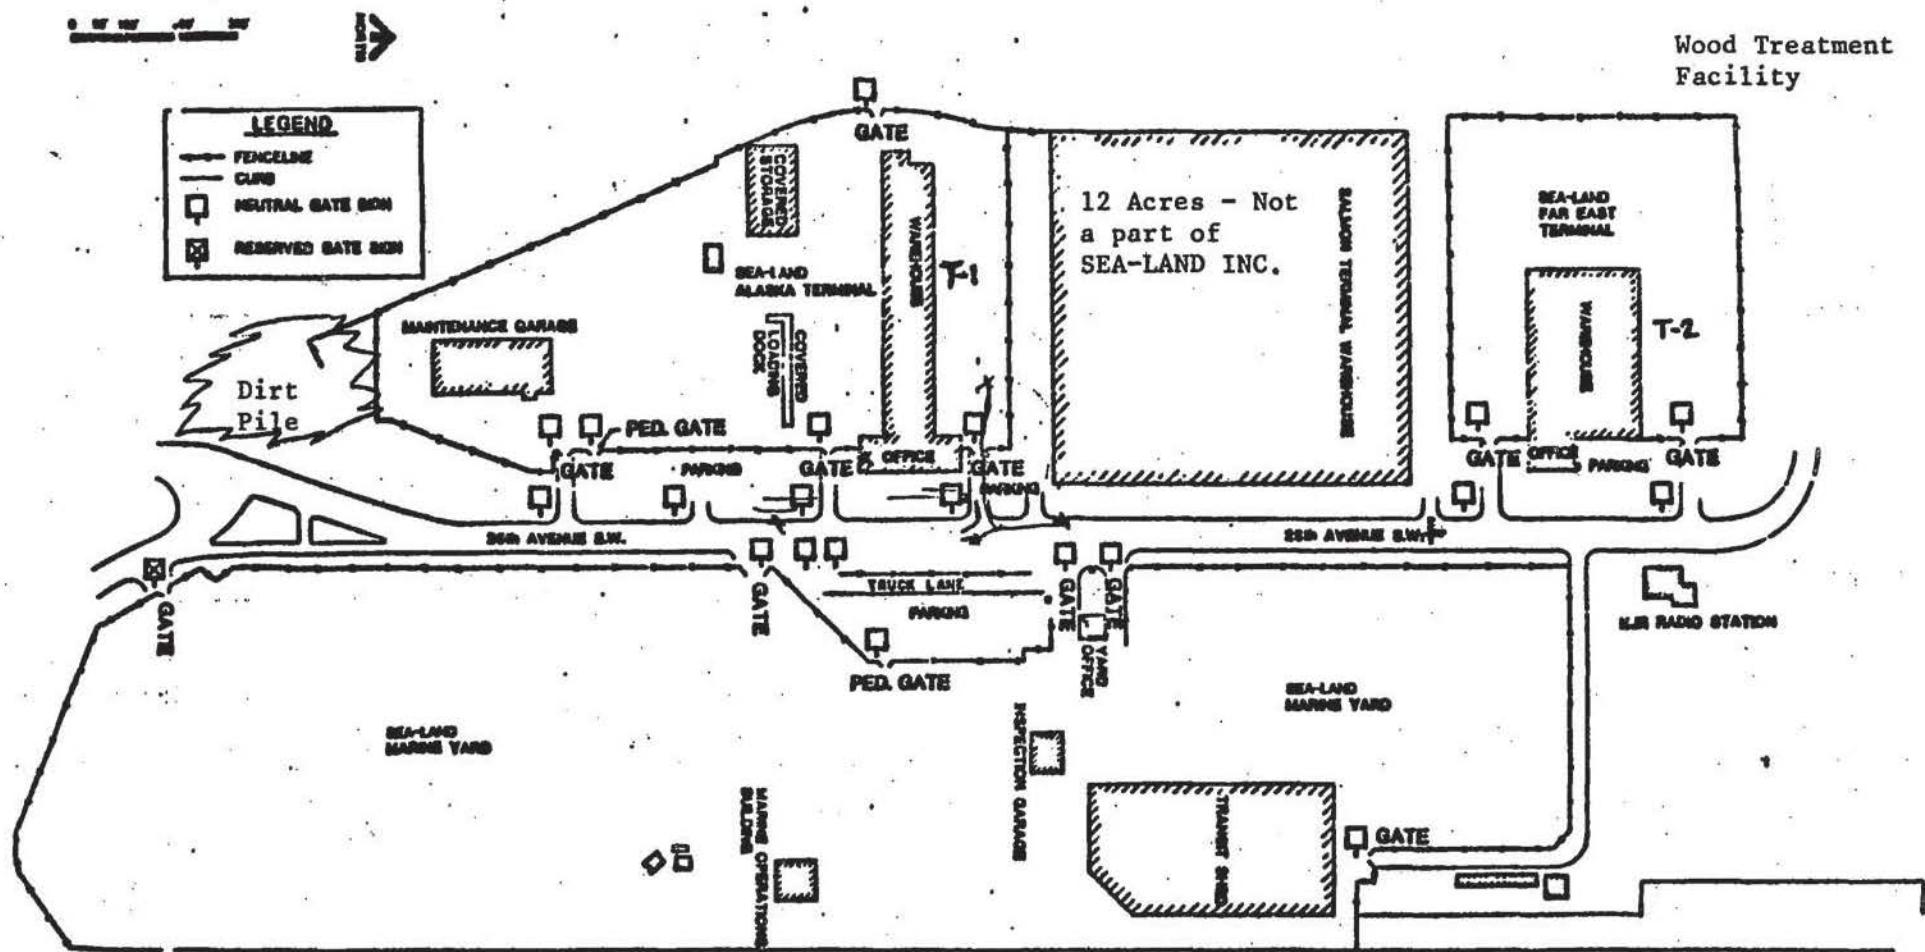 NORTH
Wood Treatment
Facility
LEGEND
FENCELINE
CURB
NEUTRAL GATE SIGN
RESERVED GATE SIGN
GATE
COVERED
STORAGE
WAREHOUSE
T-1
SEA-LAND
ALASKA TERMINAL
MAINTENANCE GARAGE
COVERED
LOADING
DOCK
12 Acres - Not
a part of
SEA-LAND INC.
SALMON TERMINAL WAREHOUSE
SEA-LAND
FAR EAST
TERMINAL
WAREHOUSE
T-2
Dirt
Pile
PED. GATE
GATE
PARKING
GATE
OFFICE
GATE
PARKING
GATE
OFFICE
PARKING
GATE
26th AVENUE S.W.
26th AVENUE S.W.
GATE
GATE
TRUCK LANE
PARKING
GATE
GATE
YARD
OFFICE
PED. GATE
KJR RADIO STATION
SEA-LAND
MARINE YARD
SEA-LAND
MARINE YARD
INSPECTION GARAGE
MARINE OPERATIONS
BUILDING
TRANSIT SHED
GATE